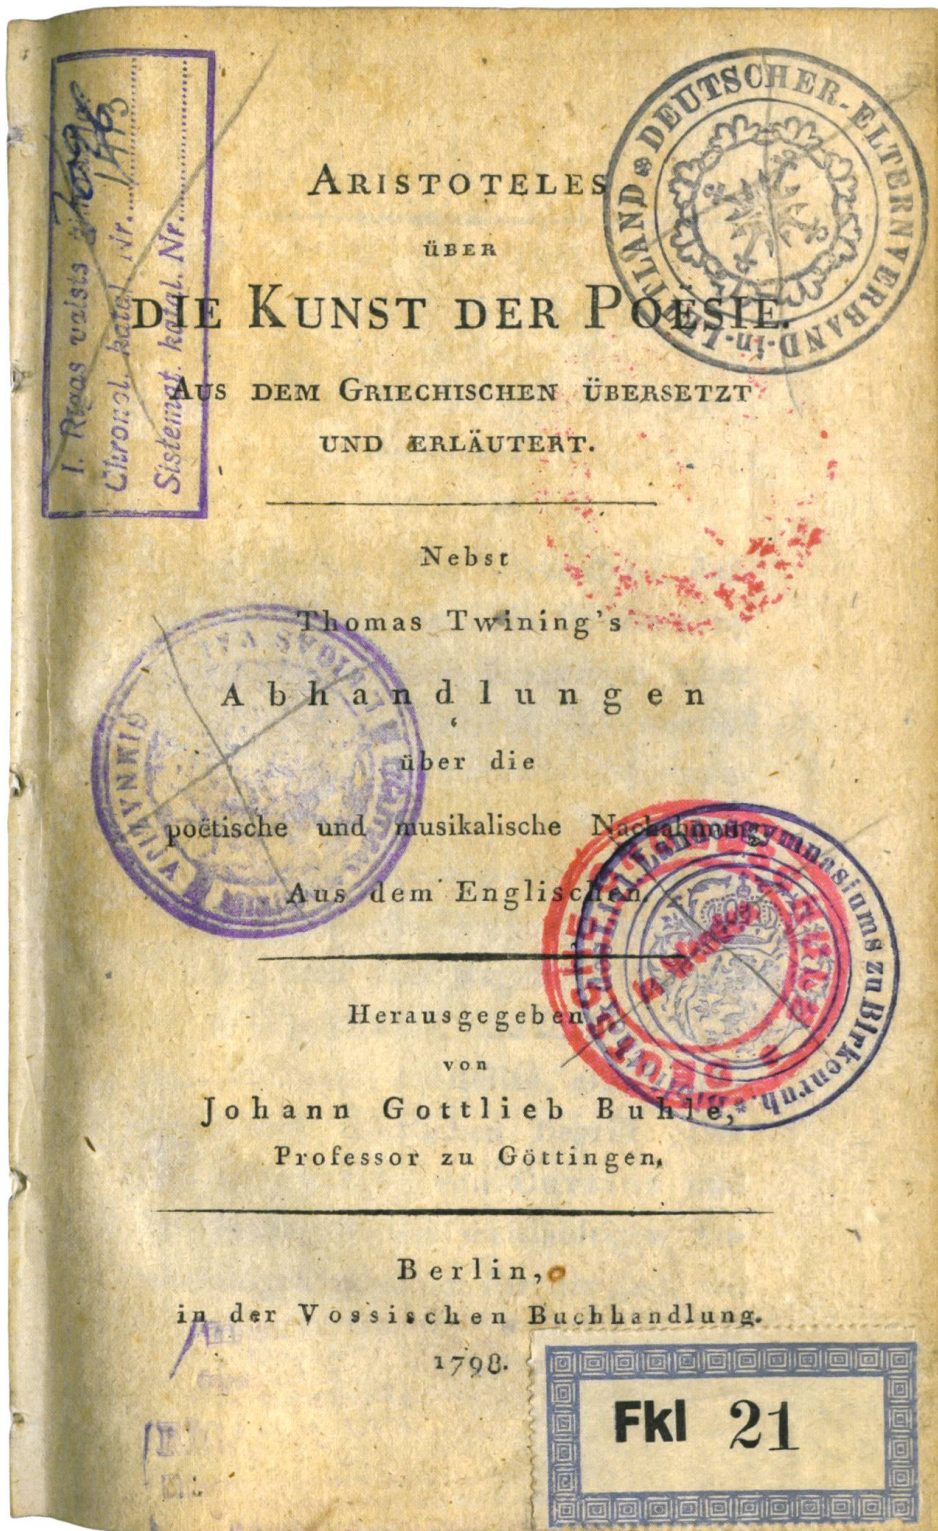 ARISTOTELES
ÜBER
DIE KUNST DER POËSIE.
AUS DEM GRIECHISCHEN ÜBERSETZT
UND ERLÄUTERT.
Nebst
Thomas Twining's
Abhandlungen
über die
poëtische und musikalische Nachahmung.
Aus dem Englischen.
Herausgegeben
von
Johann Gottlieb Buhle,
Professor zu Göttingen.
Berlin,
in der Vossischen Buchhandlung.
1798.
DEUTSCHER-ELTERNVERBAND-in-LETTLAND
I. Rigas valsts
Chronol. katal. Nr.
Sistemat. katal. Nr.
Landesgymnasiums zu Birkenruh.
Fkl 21